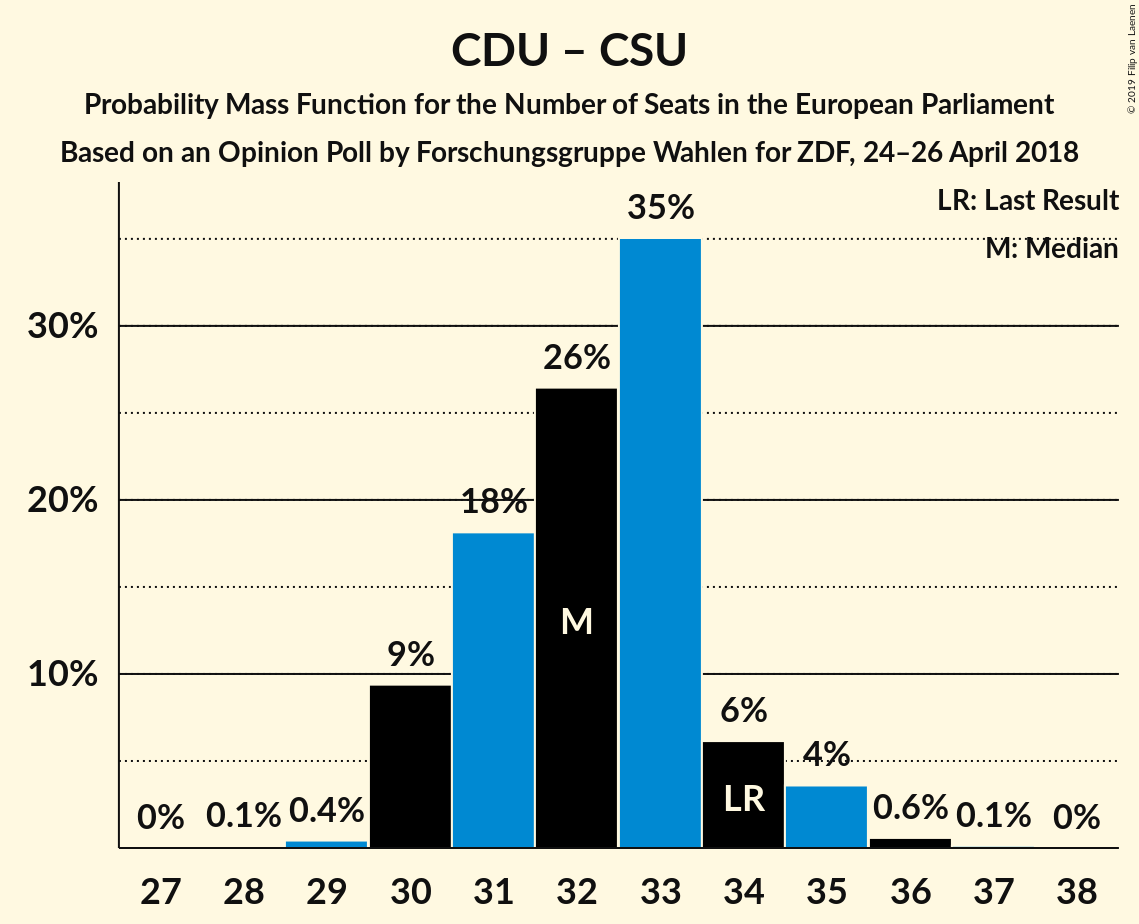 CDU – CSU
Probability Mass Function for the Number of Seats in the European Parliament
Based on an Opinion Poll by Forschungsgruppe Wahlen for ZDF, 24–26 April 2018
© 2019 Filip van Laenen
LR: Last Result
M: Median
35%
30%
26%
20%
18%
M
10%
9%
6%
4%
LR
0%
0.1%
0.4%
0.6%
0.1%
0%
27 28 29 30 31 32 33 34 35 36 37 38